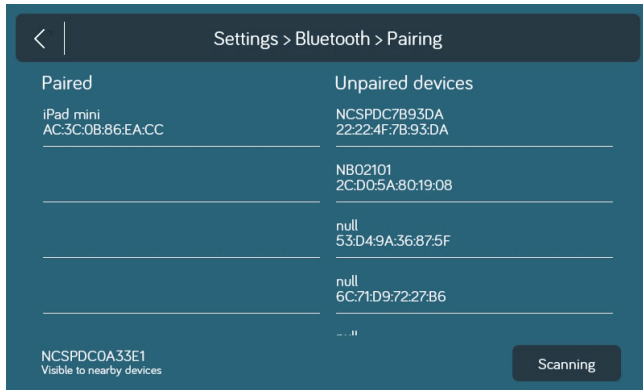 Settings > Bluetooth > Pairing
Paired
iPad mini
AC:3C:0B:86:EA:CC
Unpaired devices
NCSPDC7B93DA
22:22:4F:7B:93:DA
NB02101
2C:D0:5A:80:19:08
null
53:D4:9A:36:87:5F
null
6C:71:D9:72:27:B6
NCSPDC0A33E1
Visible to nearby devices
Scanning